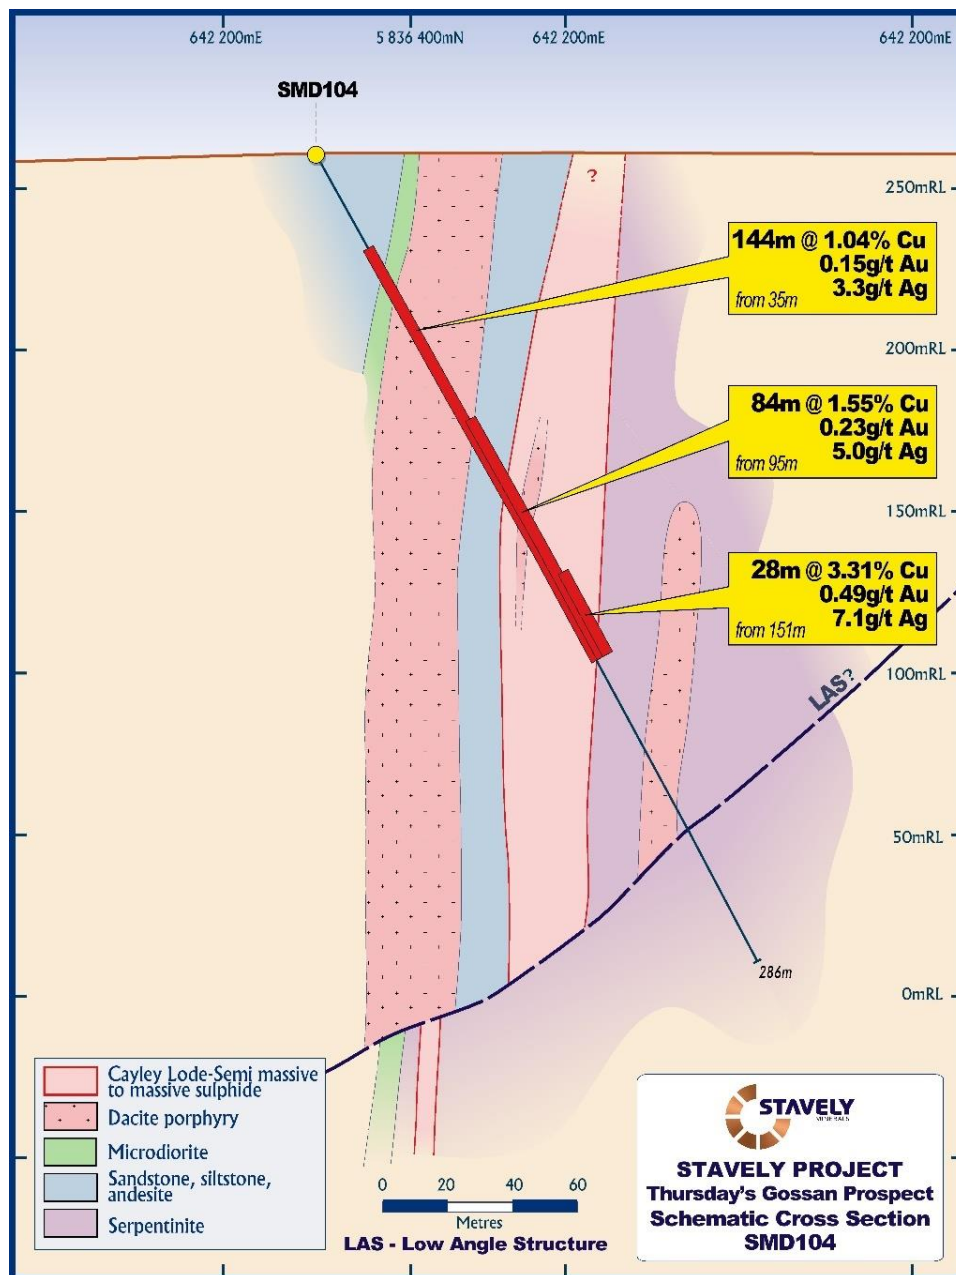 642 200mE
5 836 400mN
642 200mE
642 200mE
SMD104
?
250mRL
144m @ 1.04% Cu
0.15g/t Au
3.3g/t Ag
from 35m
200mRL
84m @ 1.55% Cu
0.23g/t Au
5.0g/t Ag
from 95m
150mRL
28m @ 3.31% Cu
0.49g/t Au
7.1g/t Ag
from 151m
100mRL
LAS?
50mRL
286m
0mRL
Cayley Lode-Semi massive
to massive sulphide
Dacite porphyry
Microdiorite
Sandstone, siltstone,
andesite
Serpentinite
0 20 40 60
Metres
LAS - Low Angle Structure
STAVELY
MINERALS
STAVELY PROJECT
Thursday's Gossan Prospect
Schematic Cross Section
SMD104